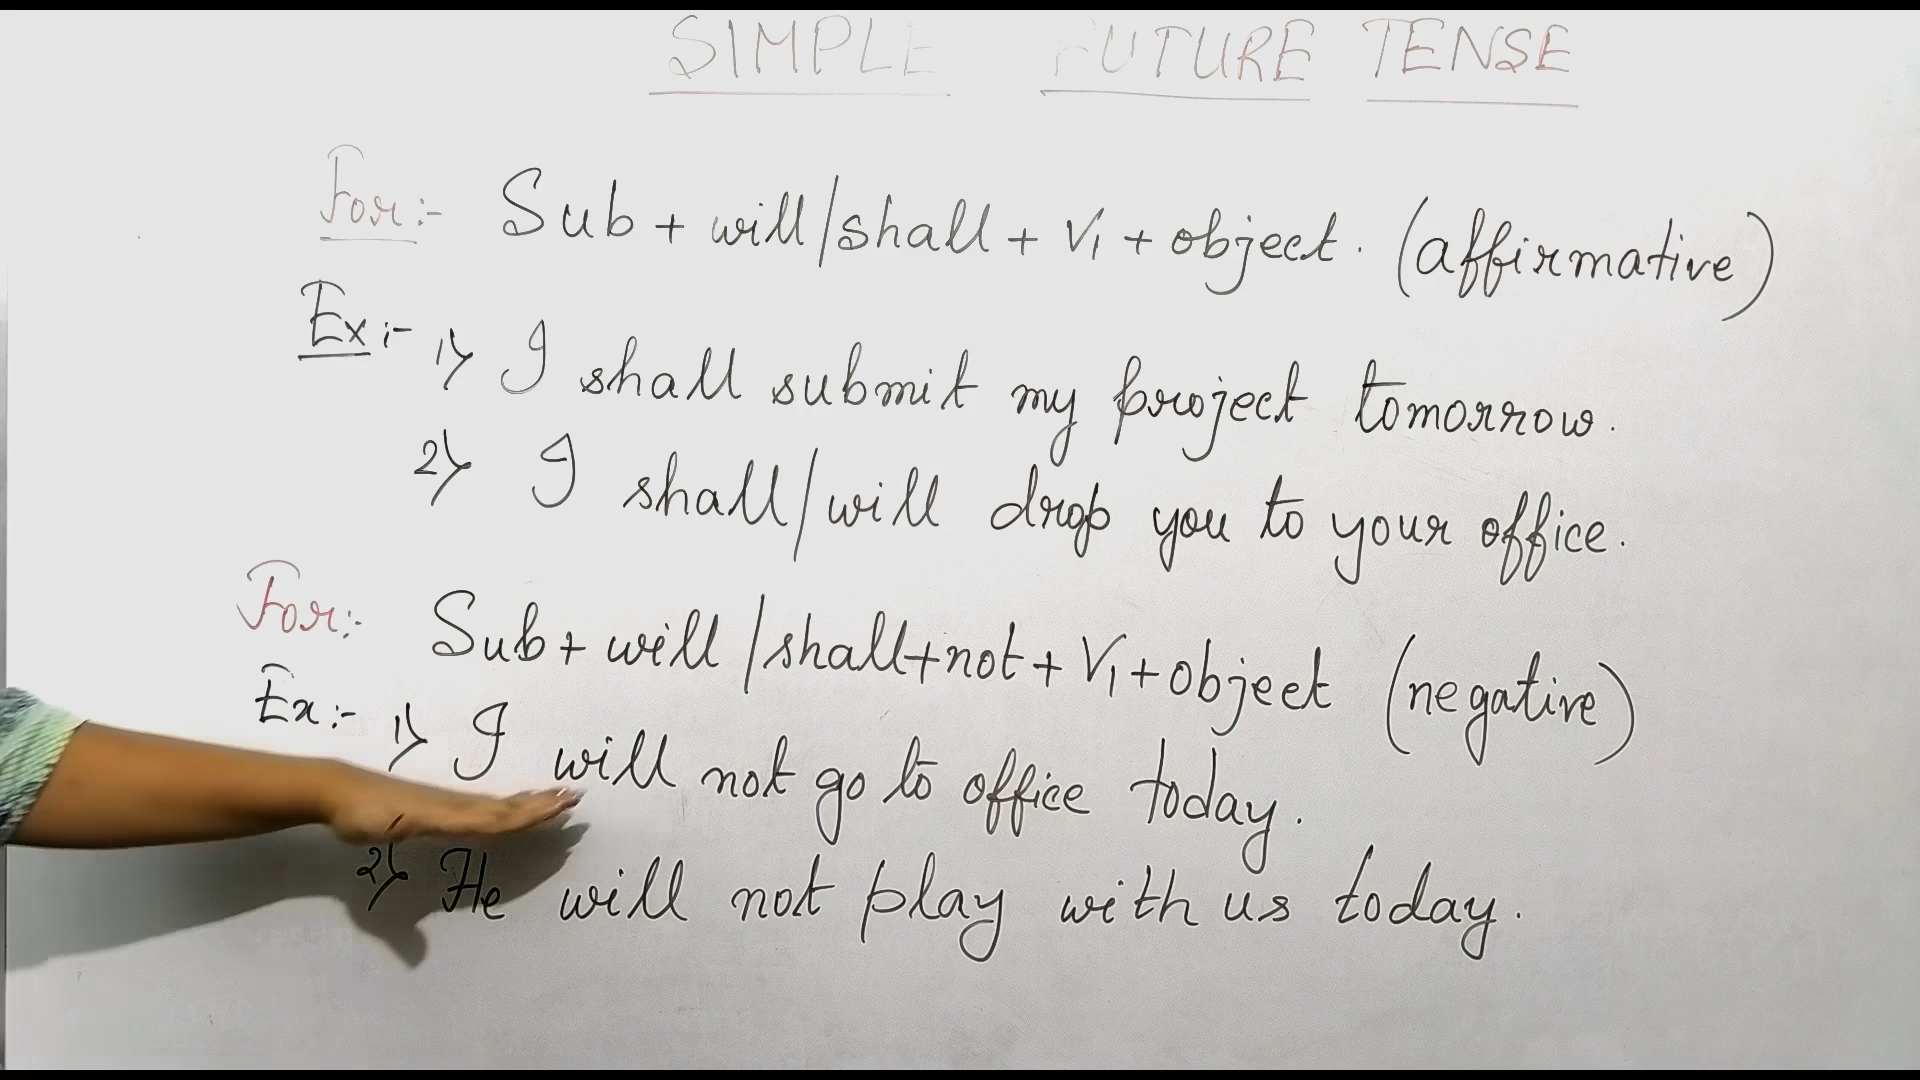 SIMPLE FUTURE TENSE
For:- Sub + will/shall + V1 + object. (affirmative)
Ex:- 1) I shall submit my project tomorrow.
2) I shall/will drop you to your office.
For:- Sub + will/shall + not + V1 + object (negative)
Ex:- 1) I will not go to office today.
2) He will not play with us today.